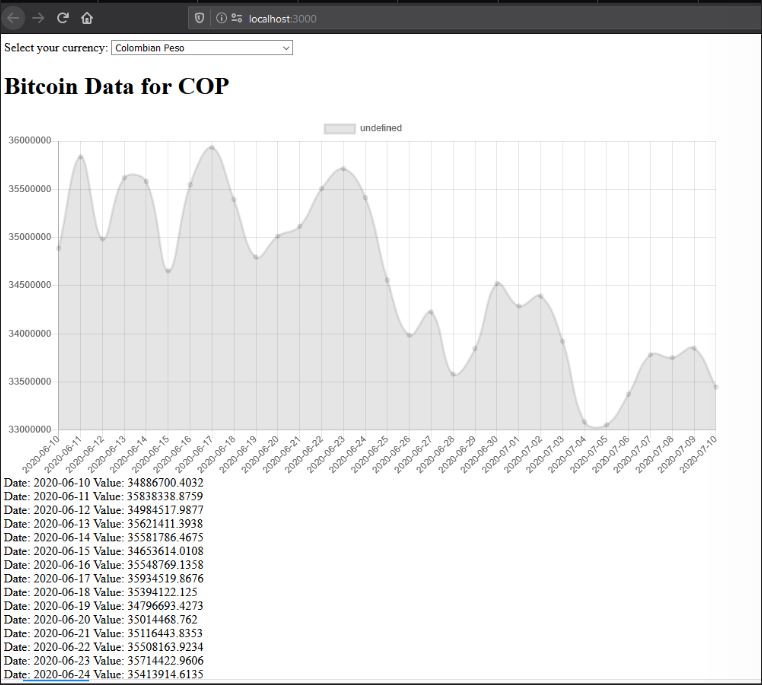 localhost:3000
Select your currency: Colombian Peso
Bitcoin Data for COP
undefined
36000000
35500000
35000000
34500000
34000000
33500000
33000000
2020-06-10 2020-06-11 2020-06-12 2020-06-13 2020-06-14 2020-06-15 2020-06-16 2020-06-17 2020-06-18 2020-06-19 2020-06-20 2020-06-21 2020-06-22 2020-06-23 2020-06-24 2020-06-25 2020-06-26 2020-06-27 2020-06-28 2020-06-29 2020-06-30 2020-07-01 2020-07-02 2020-07-03 2020-07-04 2020-07-05 2020-07-06 2020-07-07 2020-07-08 2020-07-09 2020-07-10
Date: 2020-06-10 Value: 34886700.4032
Date: 2020-06-11 Value: 35838338.8759
Date: 2020-06-12 Value: 34984517.9877
Date: 2020-06-13 Value: 35621411.3938
Date: 2020-06-14 Value: 35581786.4675
Date: 2020-06-15 Value: 34653614.0108
Date: 2020-06-16 Value: 35548769.1358
Date: 2020-06-17 Value: 35934519.8676
Date: 2020-06-18 Value: 35394122.125
Date: 2020-06-19 Value: 34796693.4273
Date: 2020-06-20 Value: 35014468.762
Date: 2020-06-21 Value: 35116443.8353
Date: 2020-06-22 Value: 35508163.9234
Date: 2020-06-23 Value: 35714422.9606
Date: 2020-06-24 Value: 35413914.6135